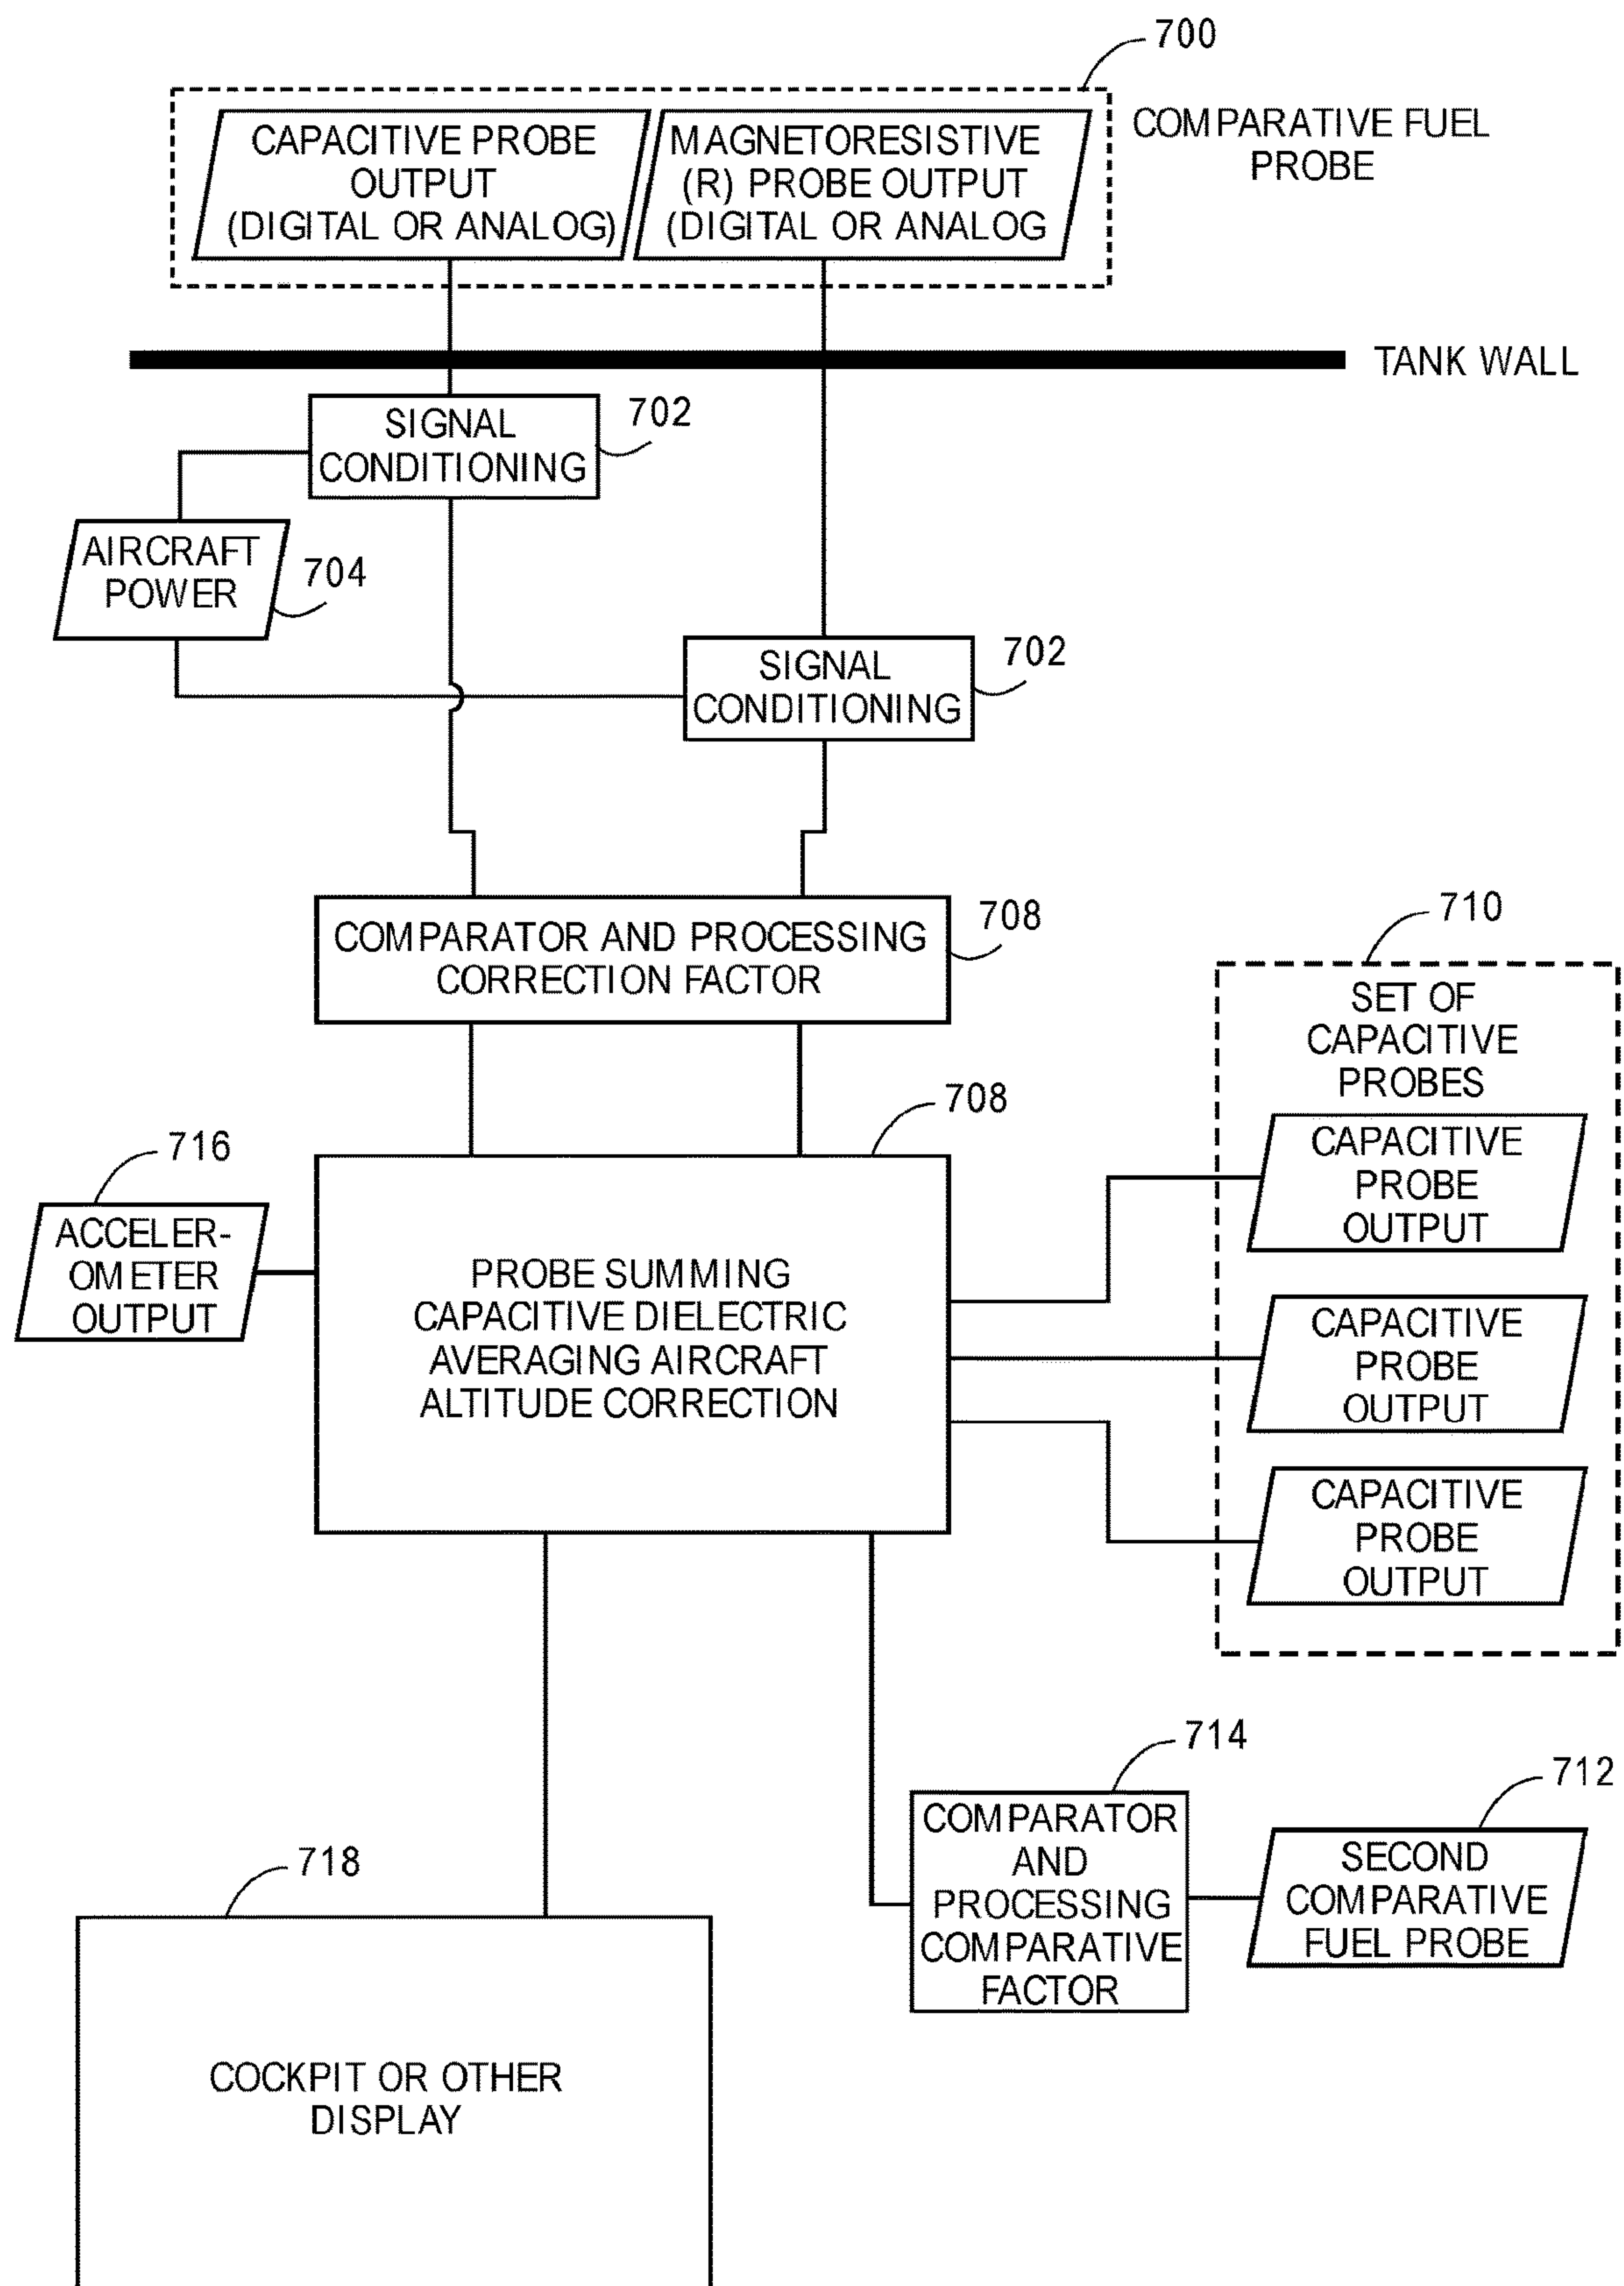 700
CAPACITIVE PROBE
OUTPUT
(DIGITAL OR ANALOG)
MAGNETORESISTIVE
(R) PROBE OUTPUT
(DIGITAL OR ANALOG
COMPARATIVE FUEL
PROBE
TANK WALL
SIGNAL
CONDITIONING
702
AIRCRAFT
POWER
704
SIGNAL
CONDITIONING
702
COMPARATOR AND PROCESSING
CORRECTION FACTOR
708
710
SET OF
CAPACITIVE
PROBES
CAPACITIVE
PROBE
OUTPUT
CAPACITIVE
PROBE
OUTPUT
CAPACITIVE
PROBE
OUTPUT
708
716
ACCELER-
OMETER
OUTPUT
PROBE SUMMING
CAPACITIVE DIELECTRIC
AVERAGING AIRCRAFT
ALTITUDE CORRECTION
714
COMPARATOR
AND
PROCESSING
COMPARATIVE
FACTOR
712
SECOND
COMPARATIVE
FUEL PROBE
718
COCKPIT OR OTHER
DISPLAY